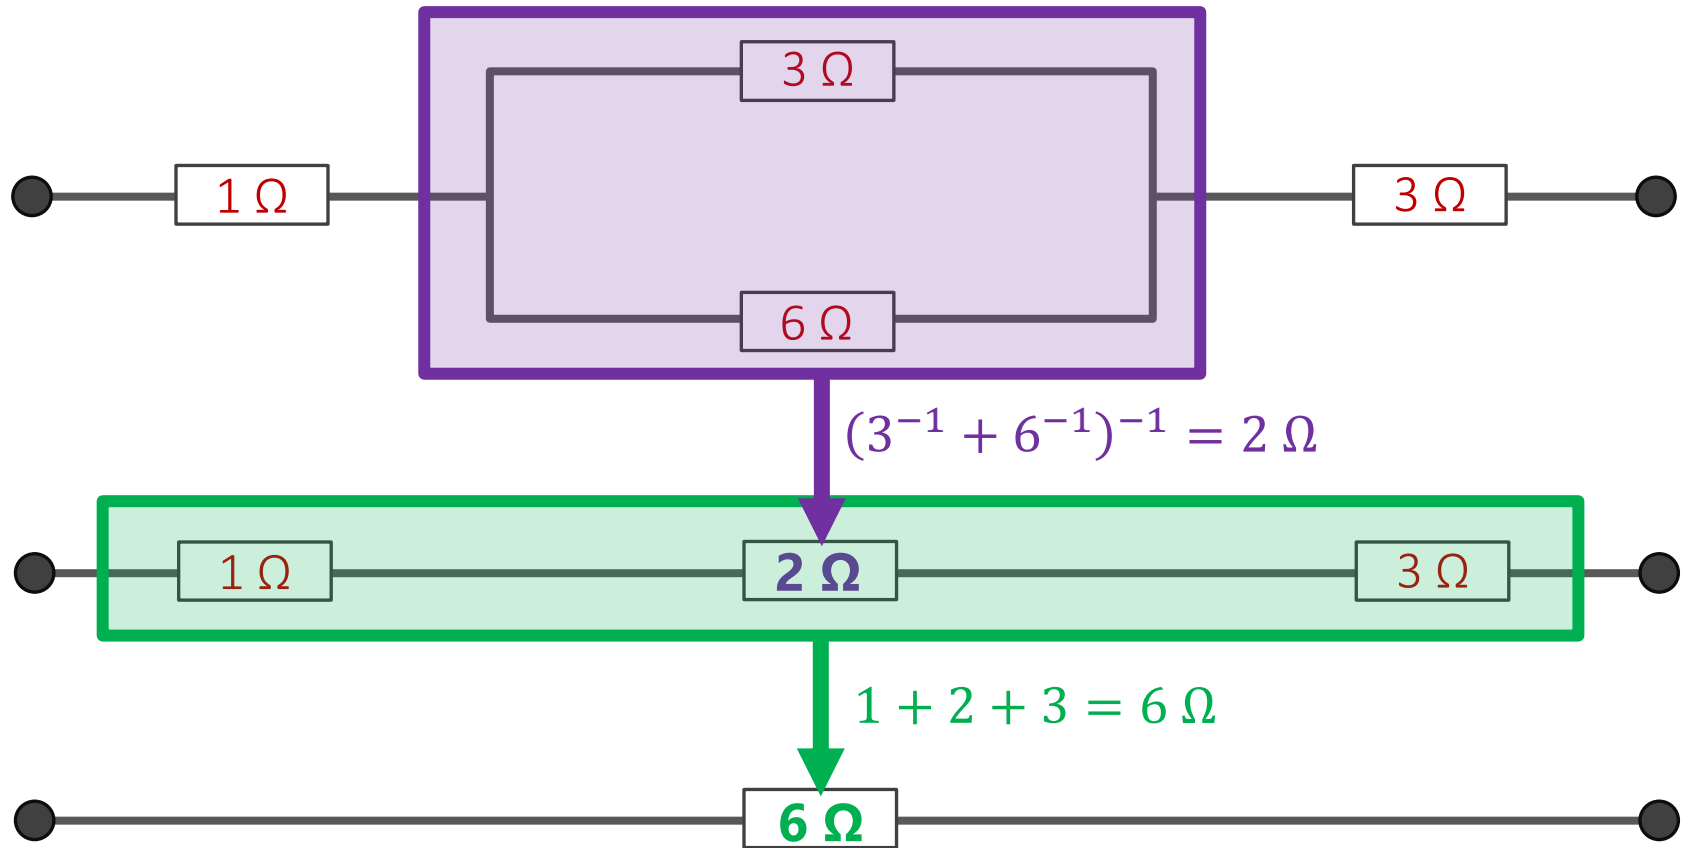 3 Ω
1 Ω
3 Ω
6 Ω
(3⁻¹ + 6⁻¹)⁻¹ = 2 Ω
1 Ω
2 Ω
3 Ω
1 + 2 + 3 = 6 Ω
6 Ω